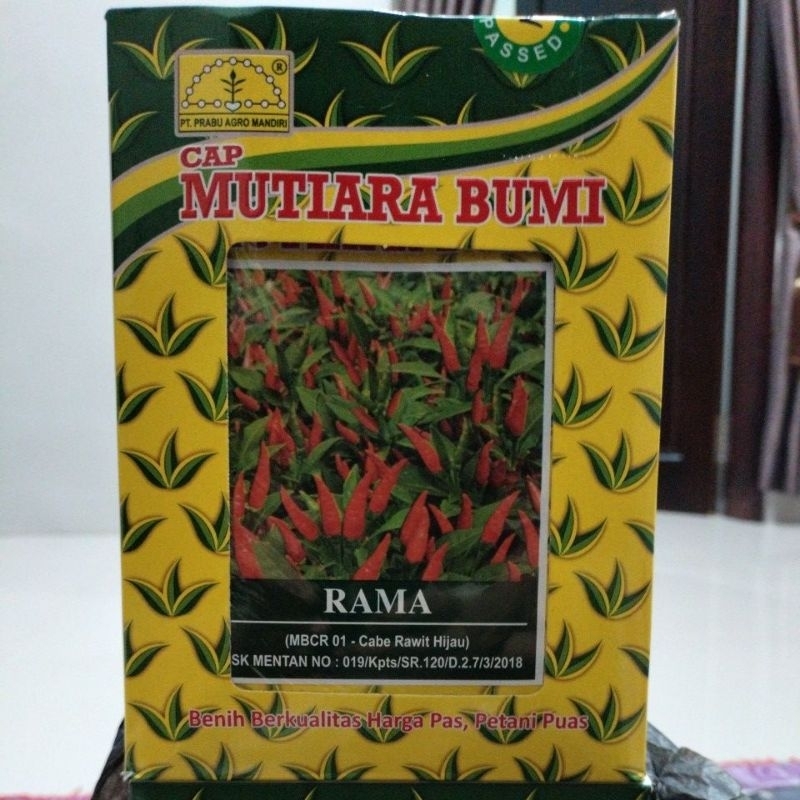 PASSED
®
PT. PRABU AGRO MANDIRI
CAP
MUTIARA BUMI
RAMA
(MBCR 01 - Cabe Rawit Hijau)
SK MENTAN NO : 019/Kpts/SR.120/D.2.7/3/2018
Benih Berkualitas Harga Pas, Petani Puas